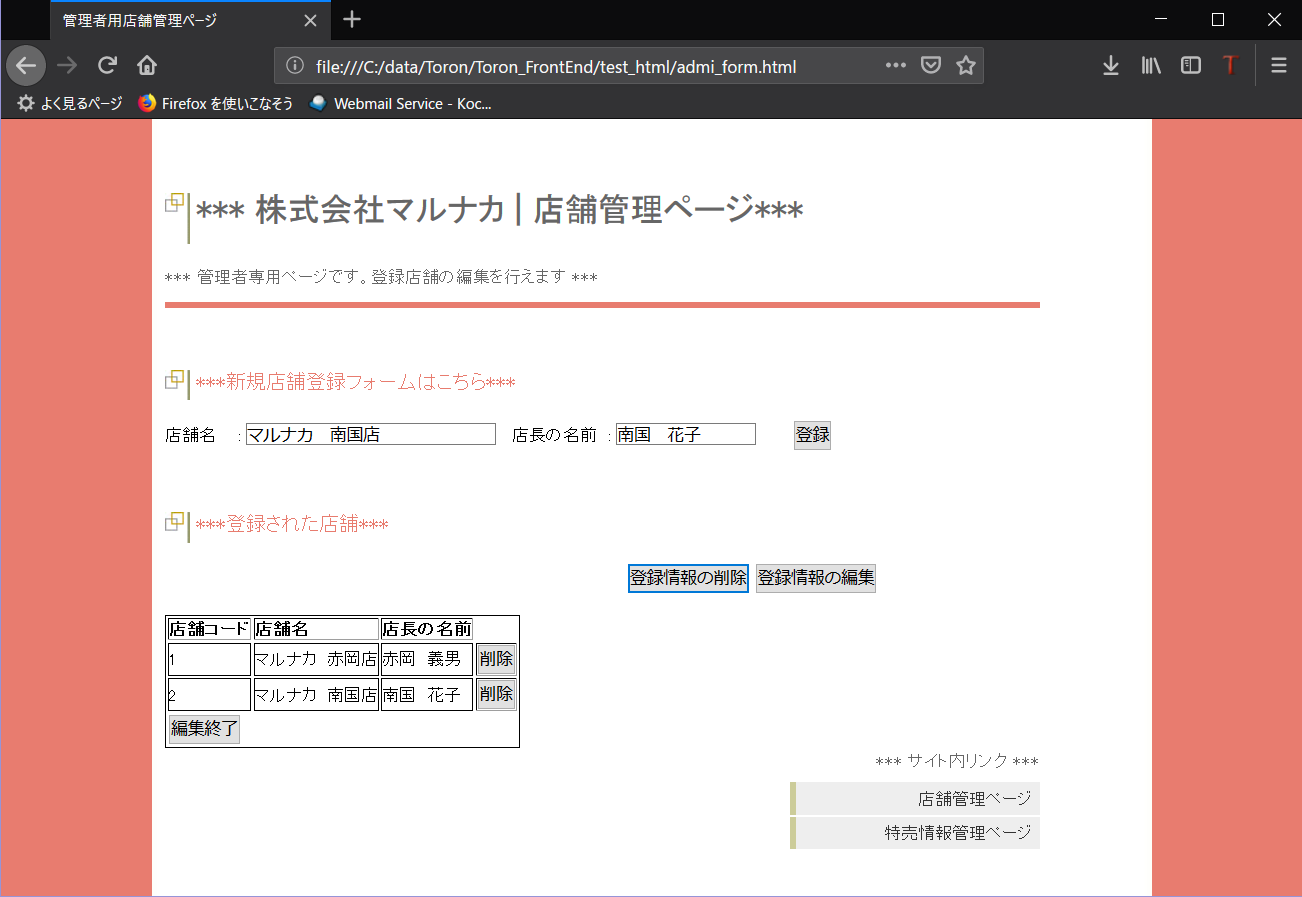 管理者用店舗管理ページ
file:///C:/data/Toron/Toron_FrontEnd/test_html/admi_form.html
よく見るページ Firefox を使いこなそう Webmail Service - Koc...
*** 株式会社マルナカ | 店舗管理ページ***
*** 管理者専用ページです。登録店舗の編集を行えます ***
***新規店舗登録フォームはこちら***
店舗名 : マルナカ　南国店 店長の名前 : 南国　花子 登録
***登録された店舗***
登録情報の削除 登録情報の編集
店舗コード 店舗名 店長の名前
1 マルナカ　赤岡店 赤岡　義男 削除
2 マルナカ　南国店 南国　花子 削除
編集終了
*** サイト内リンク ***
店舗管理ページ
特売情報管理ページ